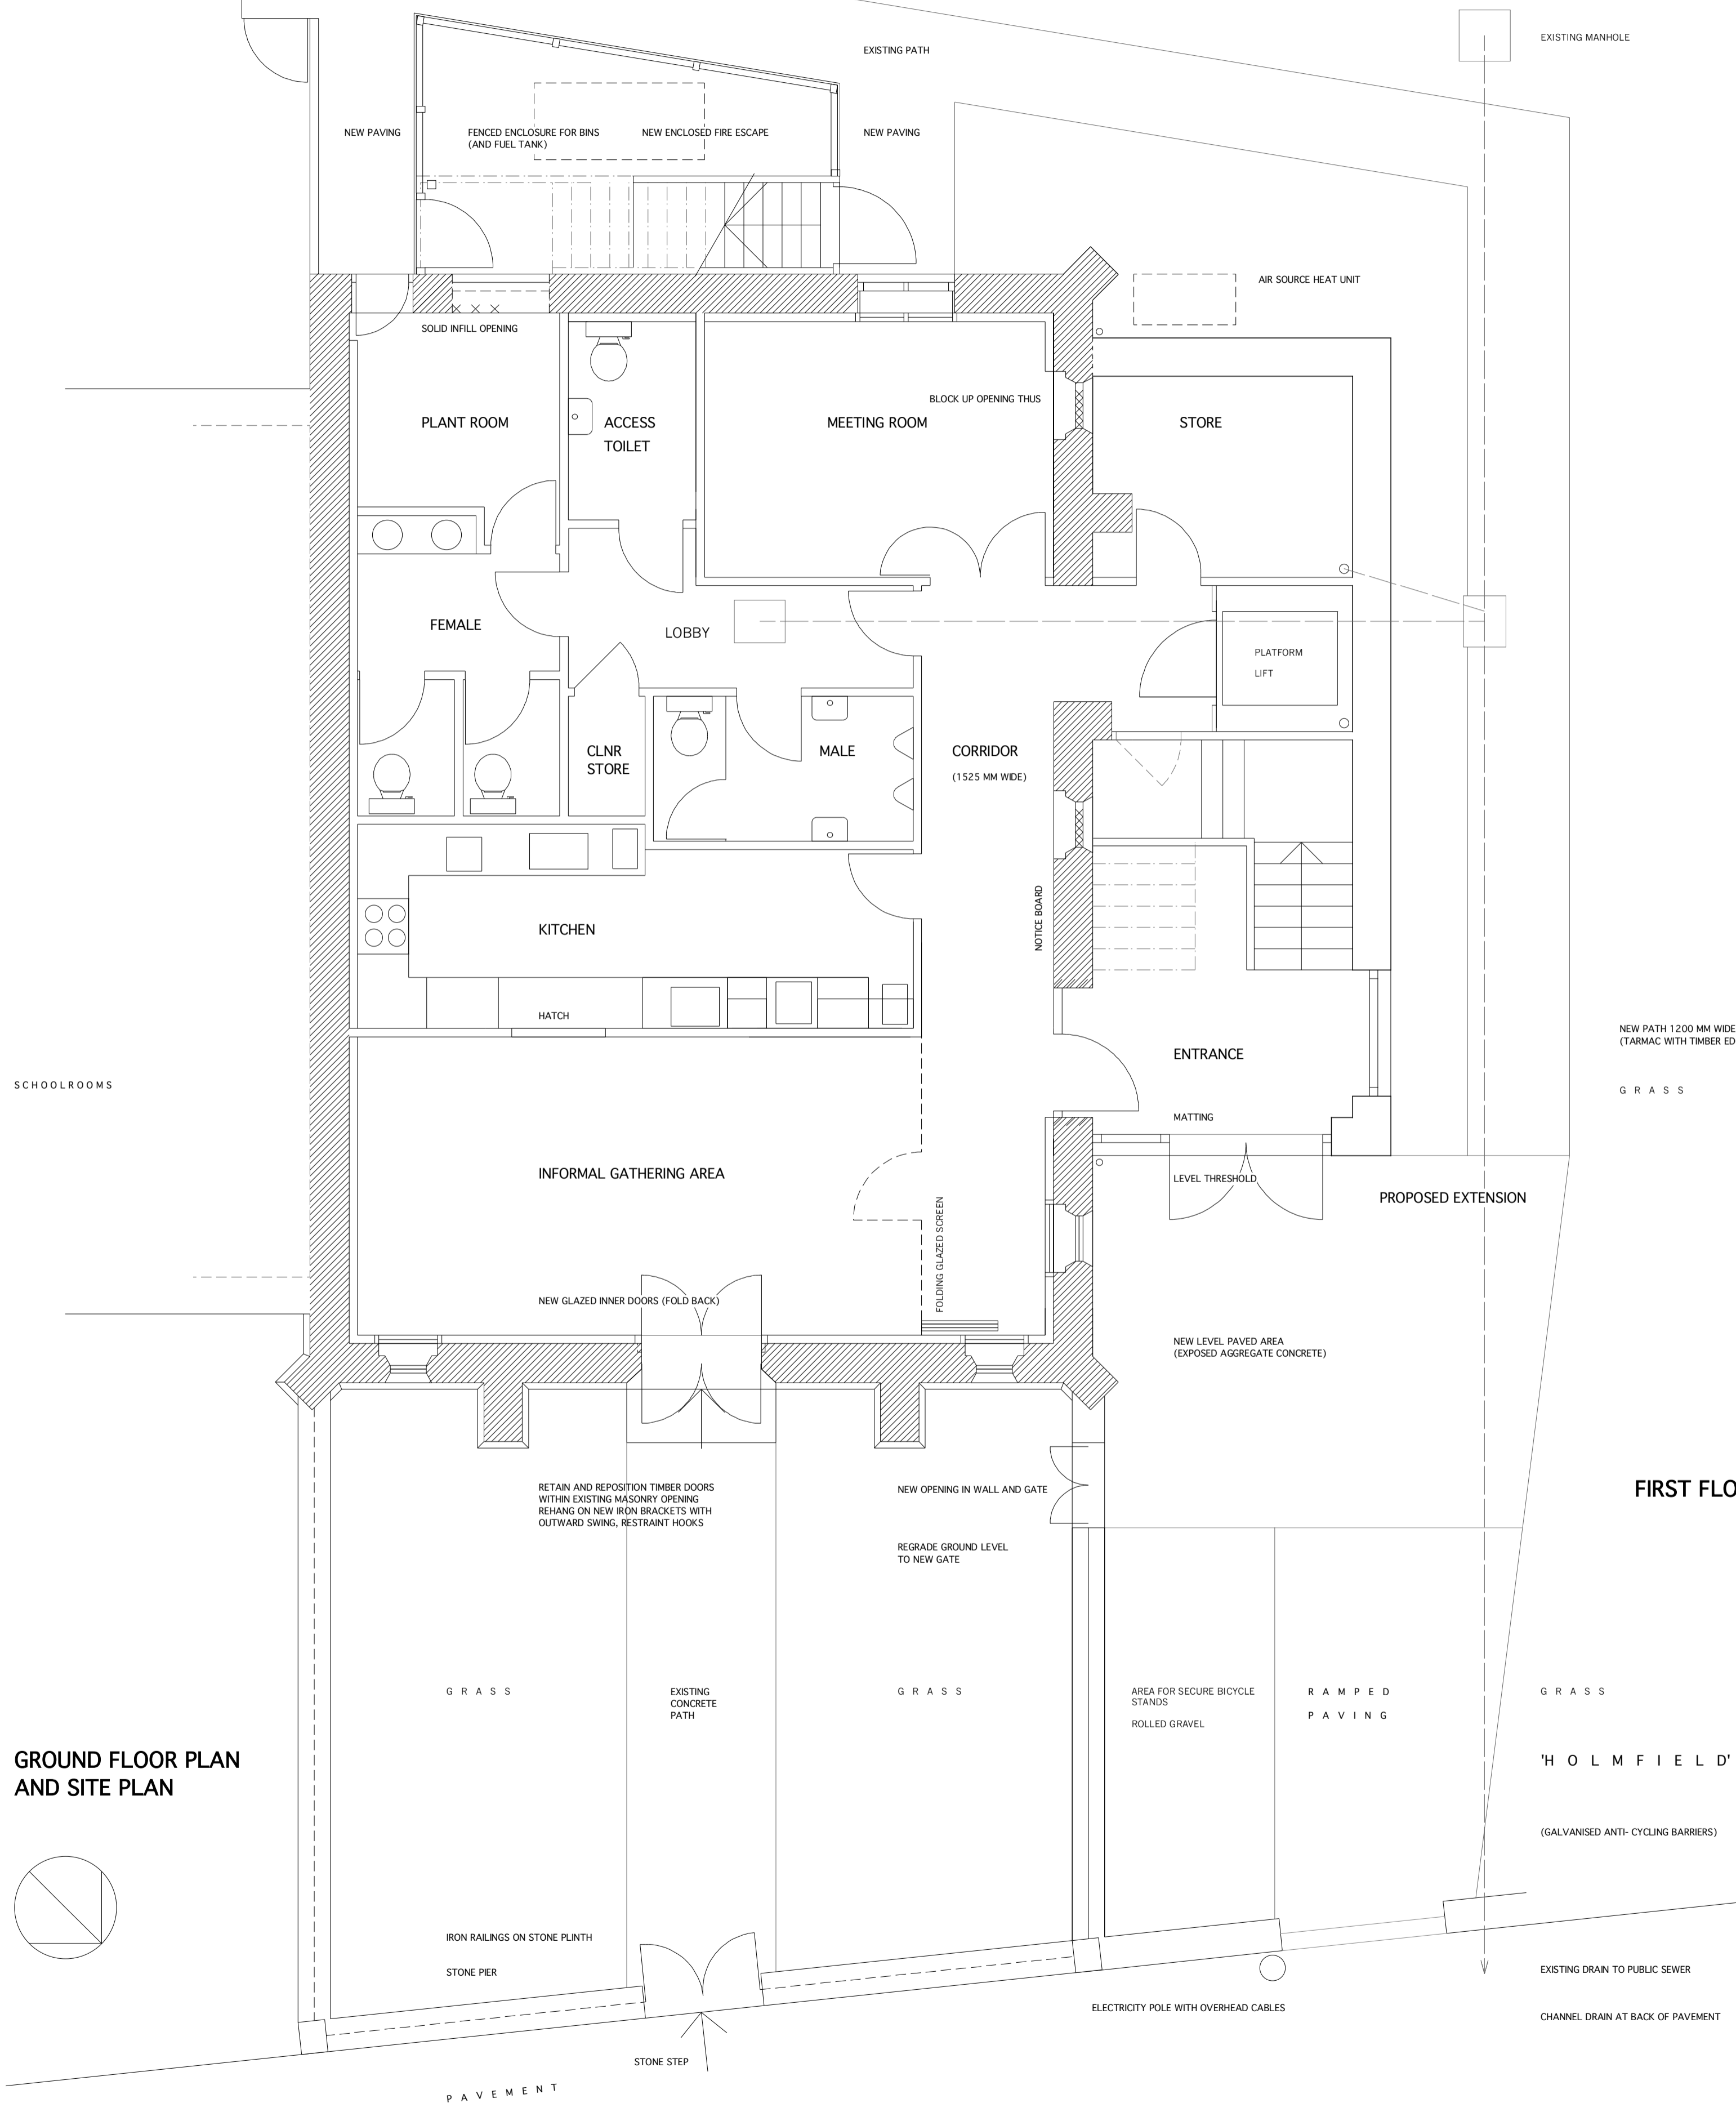 EXISTING MANHOLE
EXISTING PATH
NEW PAVING
FENCED ENCLOSURE FOR BINS
(AND FUEL TANK)
NEW ENCLOSED FIRE ESCAPE
NEW PAVING
AIR SOURCE HEAT UNIT
SOLID INFILL OPENING
BLOCK UP OPENING THUS
PLANT ROOM
ACCESS
TOILET
MEETING ROOM
STORE
FEMALE
LOBBY
PLATFORM
LIFT
CLNR
STORE
MALE
CORRIDOR
(1525 MM WIDE)
NOTICE BOARD
KITCHEN
HATCH
ENTRANCE
NEW PATH 1200 MM WIDE
(TARMAC WITH TIMBER ED
SCHOOLROOMS
G R A S S
MATTING
INFORMAL GATHERING AREA
LEVEL THRESHOLD
PROPOSED EXTENSION
FOLDING GLAZED SCREEN
NEW GLAZED INNER DOORS (FOLD BACK)
NEW LEVEL PAVED AREA
(EXPOSED AGGREGATE CONCRETE)
RETAIN AND REPOSITION TIMBER DOORS
WITHIN EXISTING MASONRY OPENING
REHANG ON NEW IRON BRACKETS WITH
OUTWARD SWING, RESTRAINT HOOKS
NEW OPENING IN WALL AND GATE
FIRST FLO
REGRADE GROUND LEVEL
TO NEW GATE
G R A S S
EXISTING
CONCRETE
PATH
G R A S S
AREA FOR SECURE BICYCLE
STANDS
ROLLED GRAVEL
R A M P E D
P A V I N G
G R A S S
GROUND FLOOR PLAN
AND SITE PLAN
'H O L M F I E L D'
(GALVANISED ANTI- CYCLING BARRIERS)
IRON RAILINGS ON STONE PLINTH
STONE PIER
EXISTING DRAIN TO PUBLIC SEWER
ELECTRICITY POLE WITH OVERHEAD CABLES
CHANNEL DRAIN AT BACK OF PAVEMENT
STONE STEP
P A V E M E N T